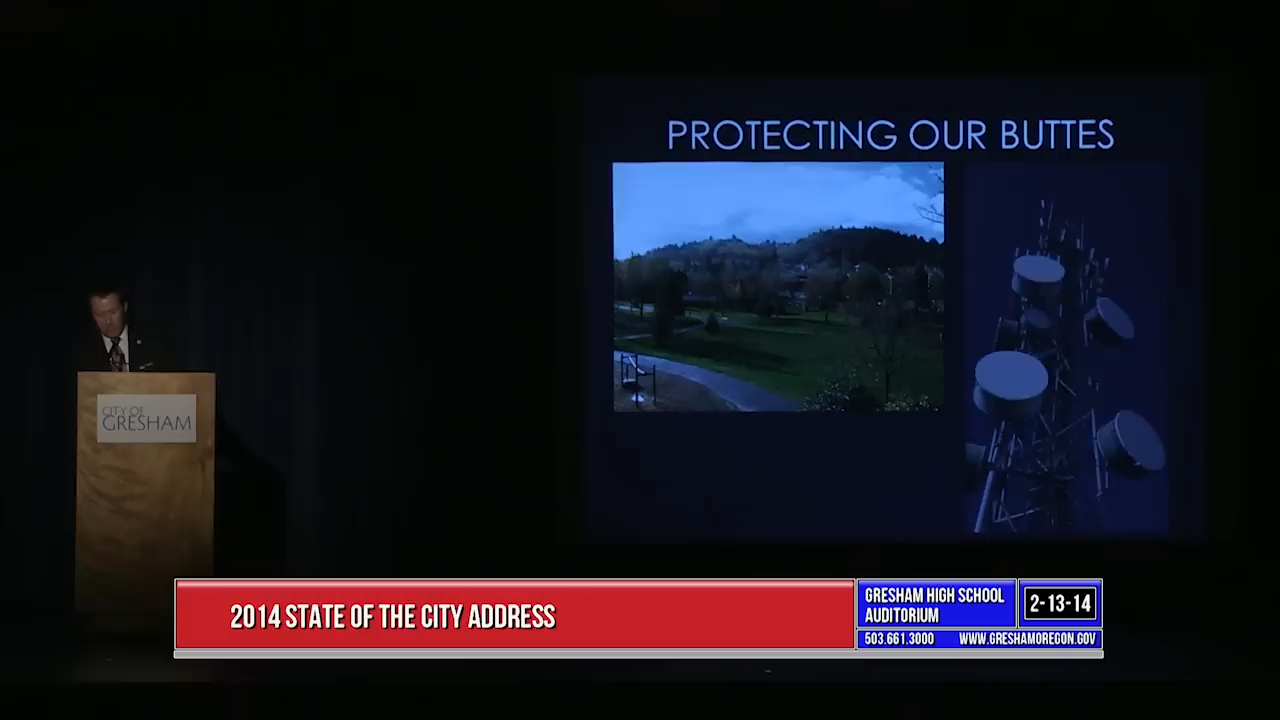 PROTECTING OUR BUTTES
CITY OF
GRESHAM
2014 STATE OF THE CITY ADDRESS
GRESHAM HIGH SCHOOL
AUDITORIUM
2-13-14
503.661.3000 WWW.GRESHAMOREGON.GOV